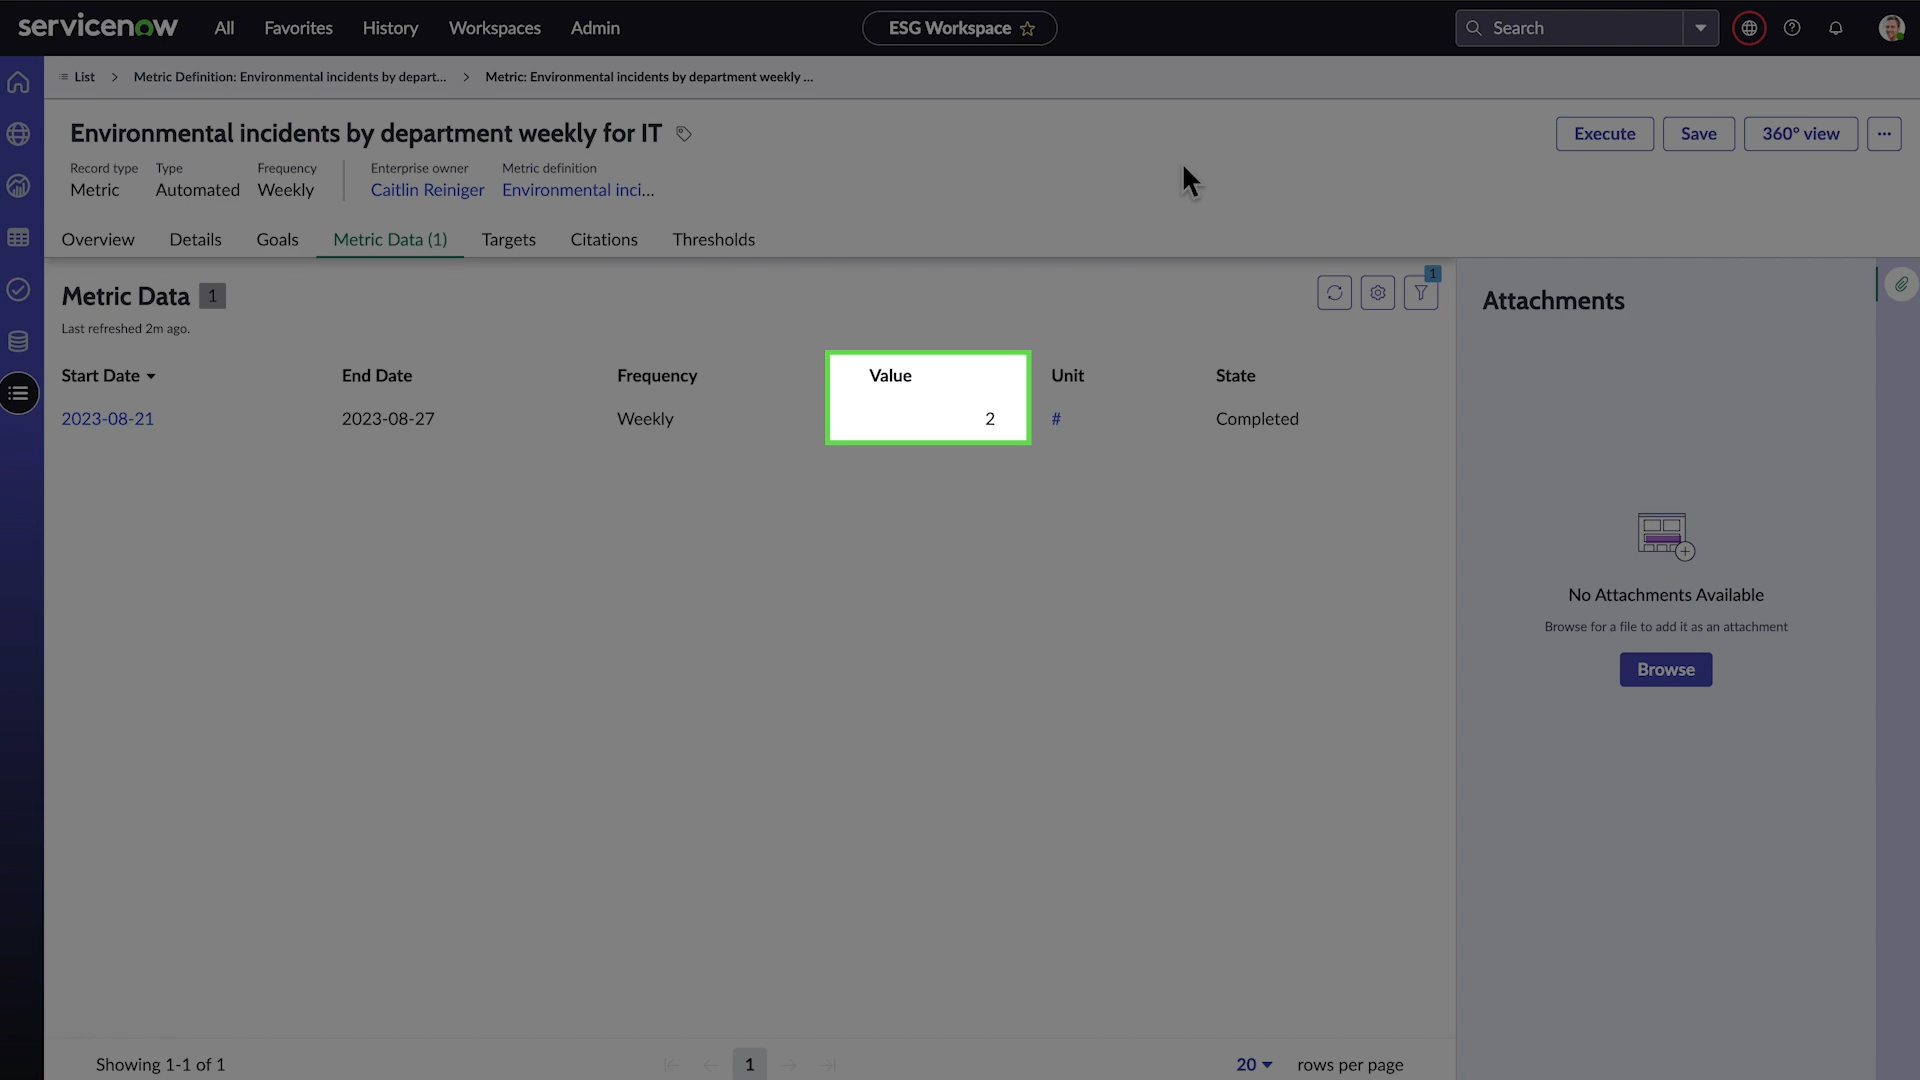 servicenow All Favorites History Workspaces Admin ESG Workspace Search
List > Metric Definition: Environmental incidents by depart... > Metric: Environmental incidents by department weekly ...
Environmental incidents by department weekly for IT
Execute Save 360° view ...
Record type Type Frequency Enterprise owner Metric definition
Metric Automated Weekly Caitlin Reiniger Environmental inci...
Overview Details Goals Metric Data (1) Targets Citations Thresholds
Metric Data 1
1
Last refreshed 2m ago.
Start Date End Date Frequency Value Unit State
2023-08-21 2023-08-27 Weekly 2 # Completed
Attachments
No Attachments Available
Browse for a file to add it as an attachment
Browse
Showing 1-1 of 1 1 20 rows per page